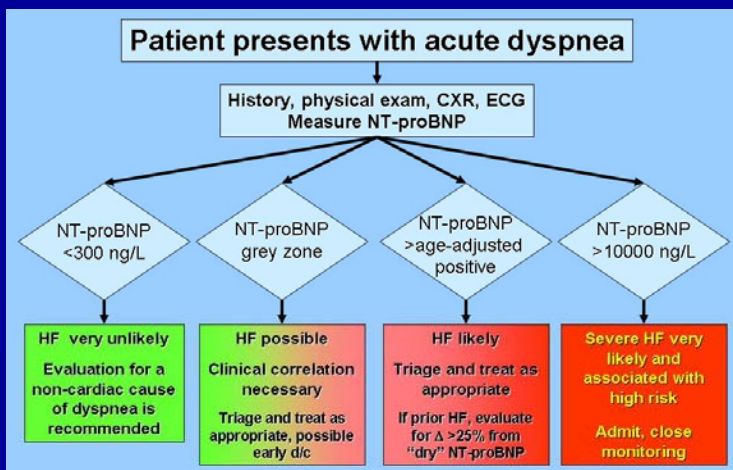 Patient presents with acute dyspnea
History, physical exam, CXR, ECG
Measure NT-proBNP
NT-proBNP
<300 ng/L
NT-proBNP
grey zone
NT-proBNP
>age-adjusted
positive
NT-proBNP
>10000 ng/L
HF very unlikely
Evaluation for a
non-cardiac cause
of dyspnea is
recommended
HF possible
Clinical correlation
necessary
Triage and treat as
appropriate, possible
early d/c
HF likely
Triage and treat as
appropriate
If prior HF, evaluate
for Δ >25% from
“dry” NT-proBNP
Severe HF very
likely and
associated with
high risk
Admit, close
monitoring